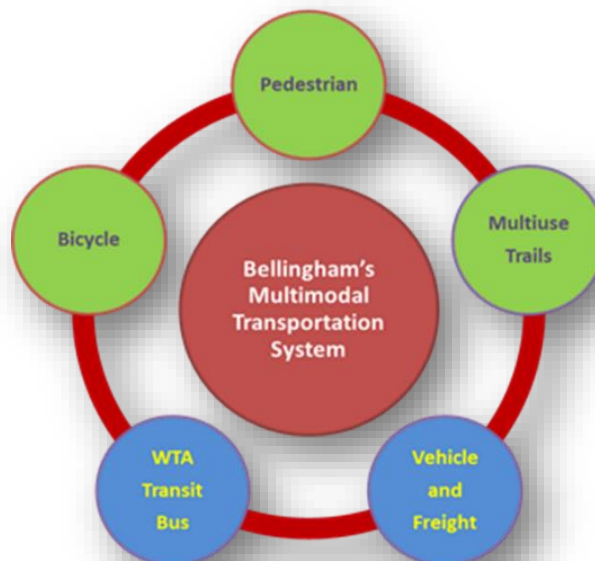 Pedestrian
Bicycle
Multiuse
Trails
Bellingham's
Multimodal
Transportation
System
WTA
Transit
Bus
Vehicle
and
Freight